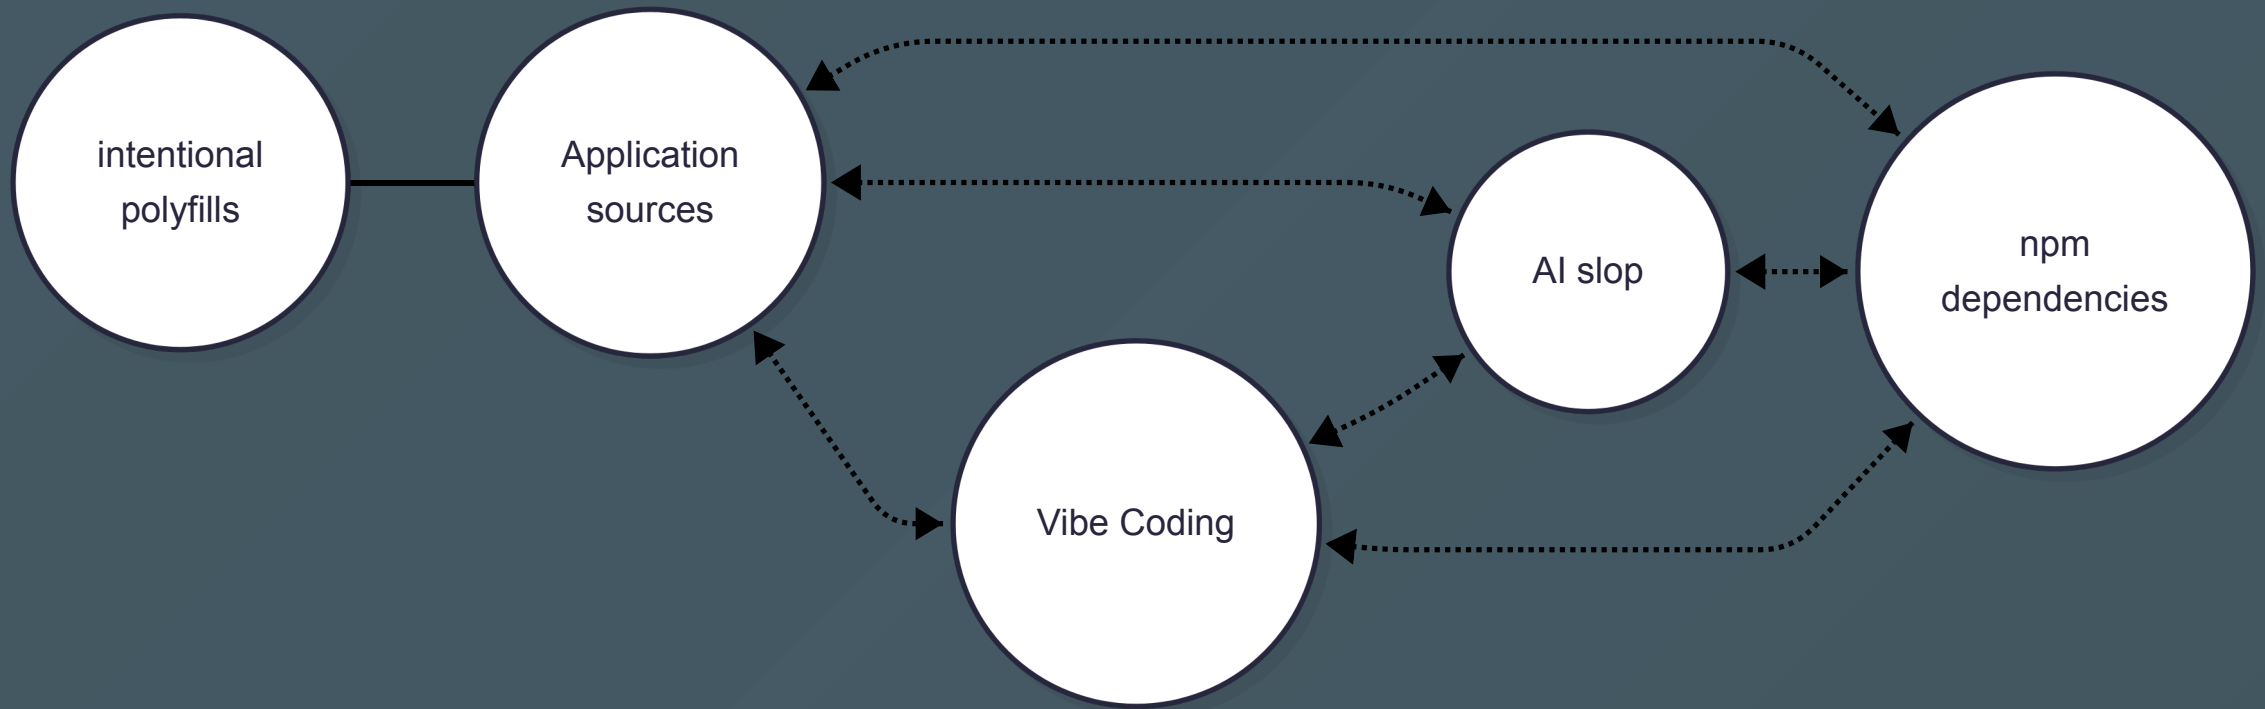 intentional
polyfills
Application
sources
AI slop
npm
dependencies
Vibe Coding